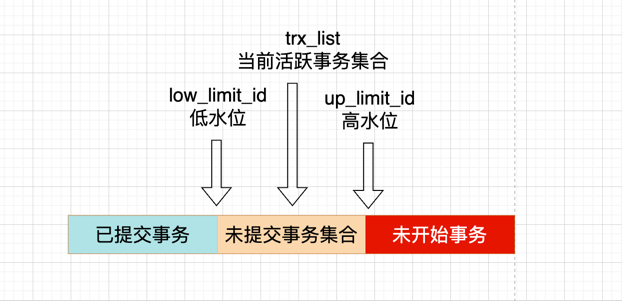 trx_list
当前活跃事务集合
low_limit_id
低水位
up_limit_id
高水位
已提交事务
未提交事务集合
未开始事务